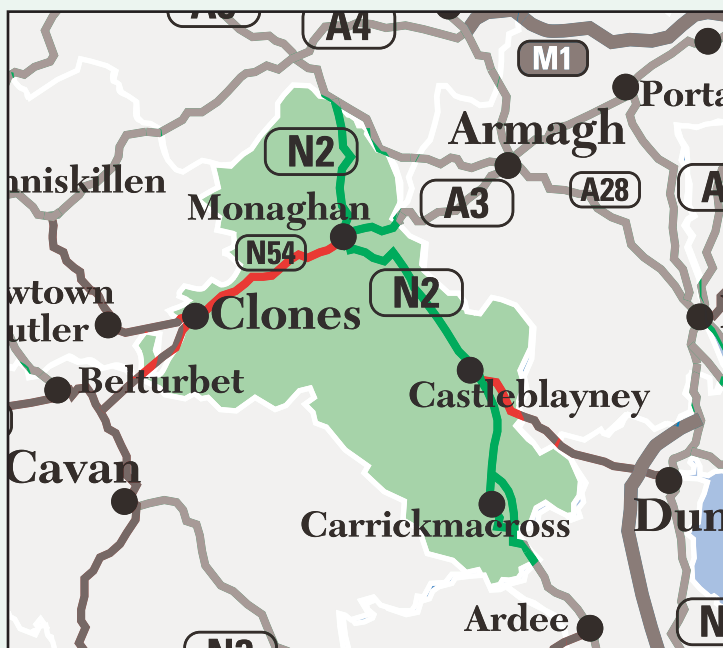 A4
M1
Porta
Armagh
N2
nniskillen
A28
A
A3
Monaghan
N54
N2
wtown
utler
Clones
Belturbet
Castleblayney
Cavan
Carrickmacross
Dun
Ardee
N